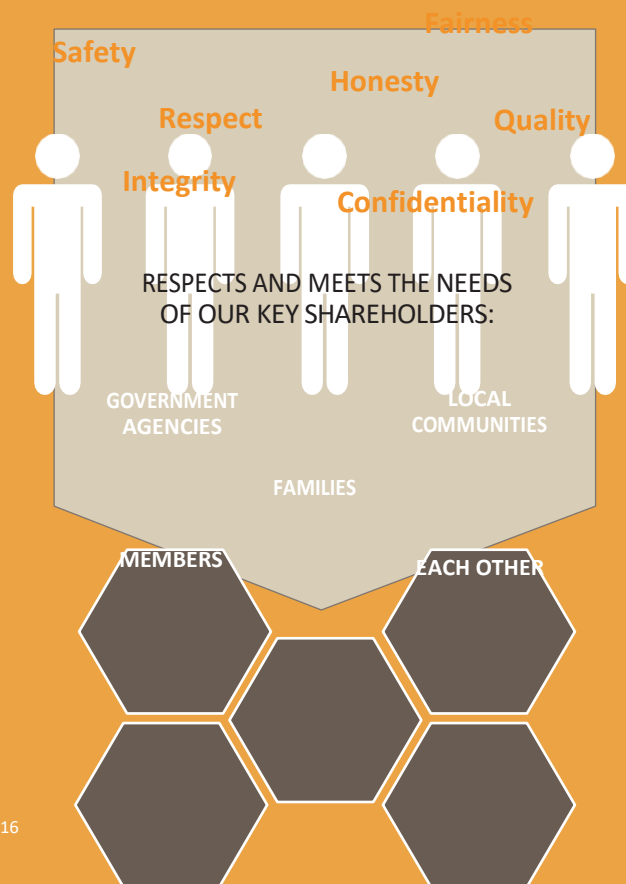 Fairness
Safety
Honesty
Respect
Quality
Integrity
Confidentiality
RESPECTS AND MEETS THE NEEDS
OF OUR KEY SHAREHOLDERS:
GOVERNMENT
AGENCIES
LOCAL
COMMUNITIES
FAMILIES
MEMBERS
EACH OTHER
16